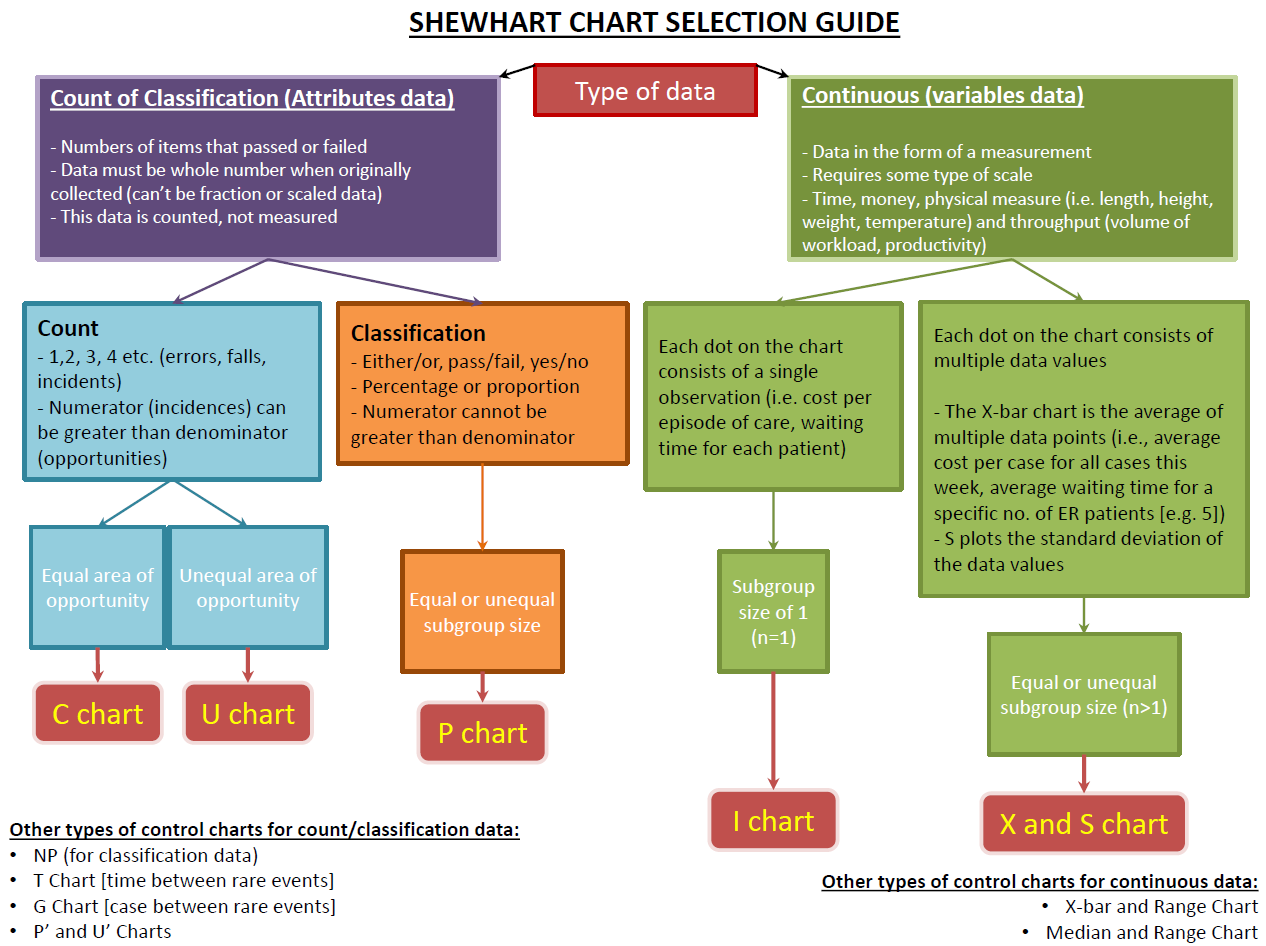 SHEWHART CHART SELECTION GUIDE
Type of data
Count of Classification (Attributes data)
- Numbers of items that passed or failed
- Data must be whole number when originally
collected (can't be fraction or scaled data)
- This data is counted, not measured
Continuous (variables data)
- Data in the form of a measurement
- Requires some type of scale
- Time, money, physical measure (i.e. length, height,
weight, temperature) and throughput (volume of
workload, productivity)
Count
- 1,2, 3, 4 etc. (errors, falls,
incidents)
- Numerator (incidences) can
be greater than denominator
(opportunities)
Classification
- Either/or, pass/fail, yes/no
- Percentage or proportion
- Numerator cannot be
greater than denominator
Each dot on the chart
consists of a single
observation (i.e. cost per
episode of care, waiting
time for each patient)
Each dot on the chart consists of
multiple data values
- The X-bar chart is the average of
multiple data points (i.e., average
cost per case for all cases this
week, average waiting time for a
specific no. of ER patients [e.g. 5])
- S plots the standard deviation of
the data values
Equal area of
opportunity
Unequal area of
opportunity
Equal or unequal
subgroup size
Subgroup
size of 1
(n=1)
Equal or unequal
subgroup size (n>1)
C chart
U chart
P chart
I chart
X and S chart
Other types of control charts for count/classification data:
• NP (for classification data)
• T Chart [time between rare events]
• G Chart [case between rare events]
• P' and U' Charts
Other types of control charts for continuous data:
• X-bar and Range Chart
• Median and Range Chart